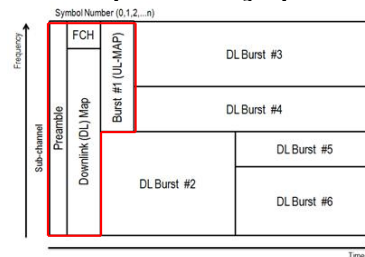 Symbol Number (0,1,2,...n)
Frequency
Sub-channel
Preamble
FCH
Downlink (DL) Map
Burst #1 (UL-MAP)
DL Burst #3
DL Burst #4
DL Burst #2
DL Burst #5
DL Burst #6
Time